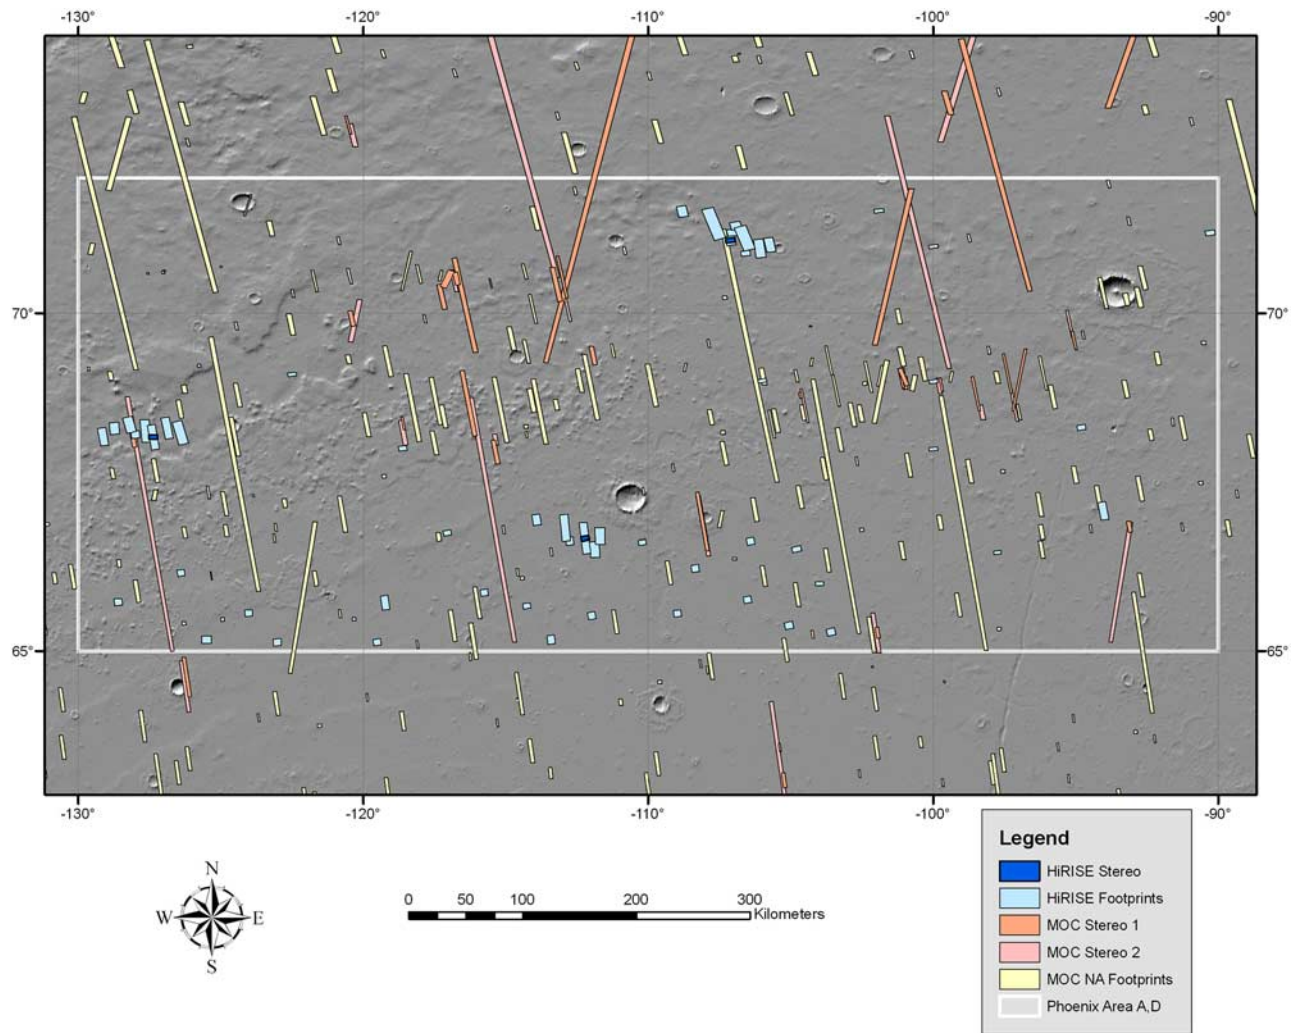 -130° -120° -110° -100° -90°
70° 70°
65° 65°
-130° -120° -110° -100° -90°
Legend
HiRISE Stereo
HiRISE Footprints
MOC Stereo 1
MOC Stereo 2
MOC NA Footprints
Phoenix Area A,D
N
W E
S
0 50 100 200 300
Kilometers